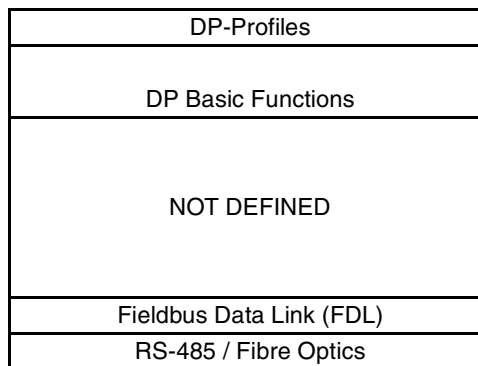 DP-Profiles
DP Basic Functions
NOT DEFINED
Fieldbus Data Link (FDL)
RS-485 / Fibre Optics